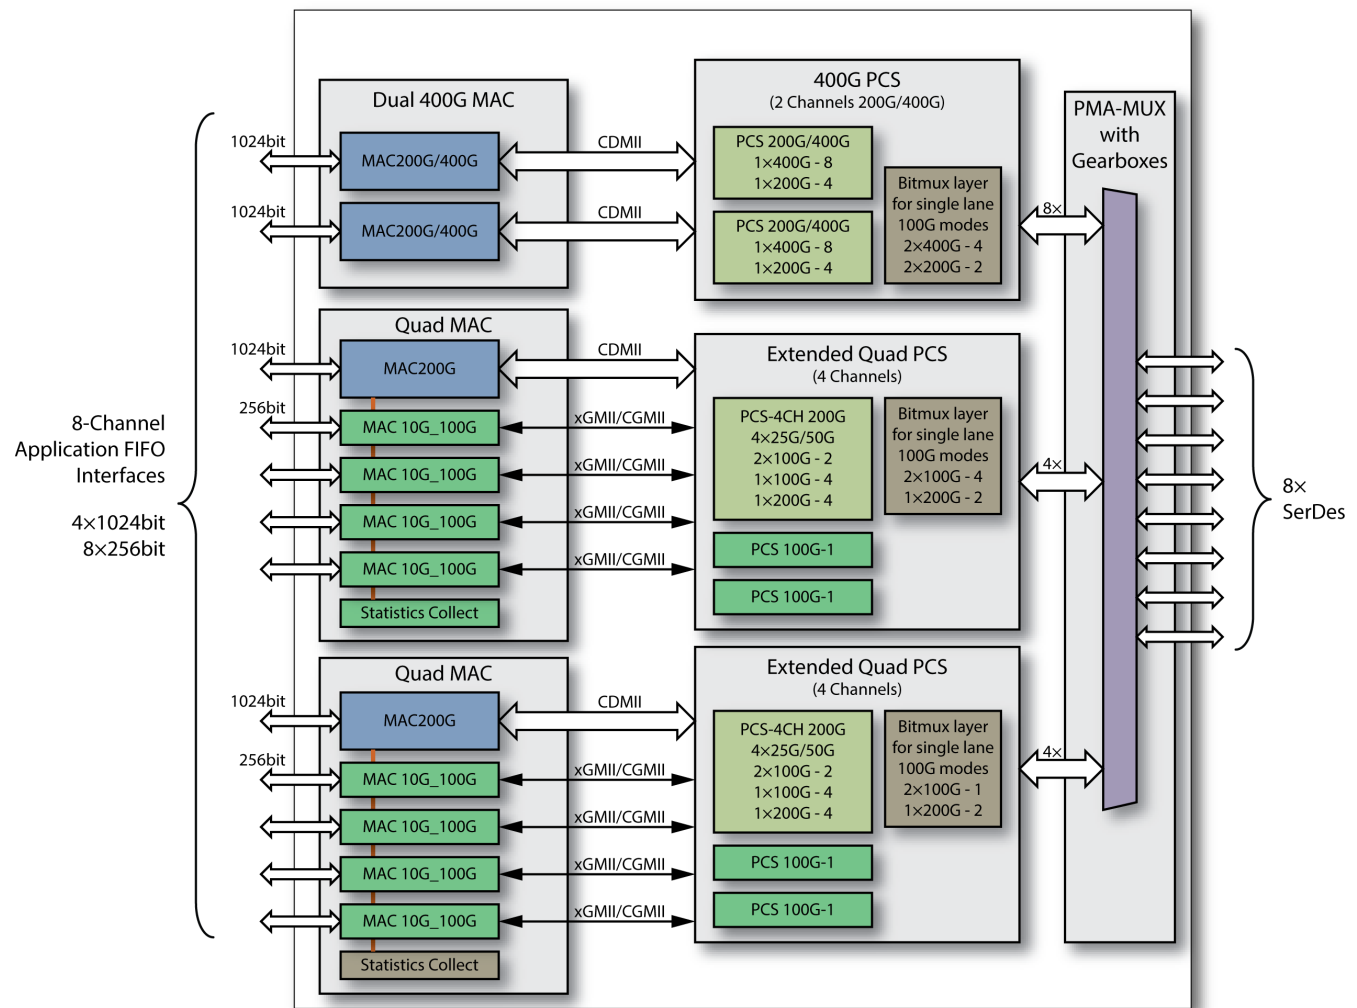 8-Channel
Application FIFO
Interfaces
4×1024bit
8×256bit
Dual 400G MAC
1024bit
MAC200G/400G
CDMII
1024bit
MAC200G/400G
CDMII
400G PCS
(2 Channels 200G/400G)
PCS 200G/400G
1×400G - 8
1×200G - 4
PCS 200G/400G
1×400G - 8
1×200G - 4
Bitmux layer
for single lane
100G modes
2×400G - 4
2×200G - 2
8×
PMA-MUX
with
Gearboxes
Quad MAC
1024bit
MAC200G
CDMII
256bit
MAC 10G_100G
xGMII/CGMII
MAC 10G_100G
xGMII/CGMII
MAC 10G_100G
xGMII/CGMII
MAC 10G_100G
xGMII/CGMII
Statistics Collect
Extended Quad PCS
(4 Channels)
PCS-4CH 200G
4×25G/50G
2×100G - 2
1×100G - 4
1×200G - 4
PCS 100G-1
PCS 100G-1
Bitmux layer
for single lane
100G modes
2×100G - 4
1×200G - 2
4×
Quad MAC
1024bit
MAC200G
CDMII
256bit
MAC 10G_100G
xGMII/CGMII
MAC 10G_100G
xGMII/CGMII
MAC 10G_100G
xGMII/CGMII
MAC 10G_100G
xGMII/CGMII
Statistics Collect
Extended Quad PCS
(4 Channels)
PCS-4CH 200G
4×25G/50G
2×100G - 2
1×100G - 4
1×200G - 4
PCS 100G-1
PCS 100G-1
Bitmux layer
for single lane
100G modes
2×100G - 1
1×200G - 2
4×
8×
SerDes